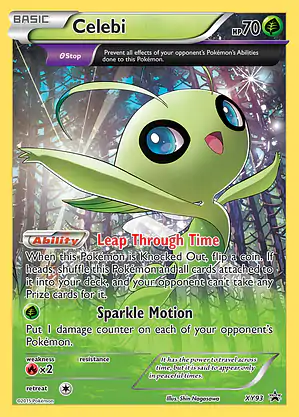 BASIC
Celebi
HP70
θStop
Prevent all effects of your opponent's Pokémon's Abilities
done to this Pokémon.
Ability Leap Through Time
When this Pokémon is Knocked Out, flip a coin. If
heads, shuffle this Pokémon and all cards attached to
it into your deck, and your opponent can't take any
Prize cards for it.
Sparkle Motion
Put 1 damage counter on each of your opponent's
Pokémon.
weakness
×2
resistance
retreat
It has the power to travel across
time, but it is said to appear only
in peaceful times.
©2015 Pokémon
Illus. Shin Nagasawa
XY93
PROMO